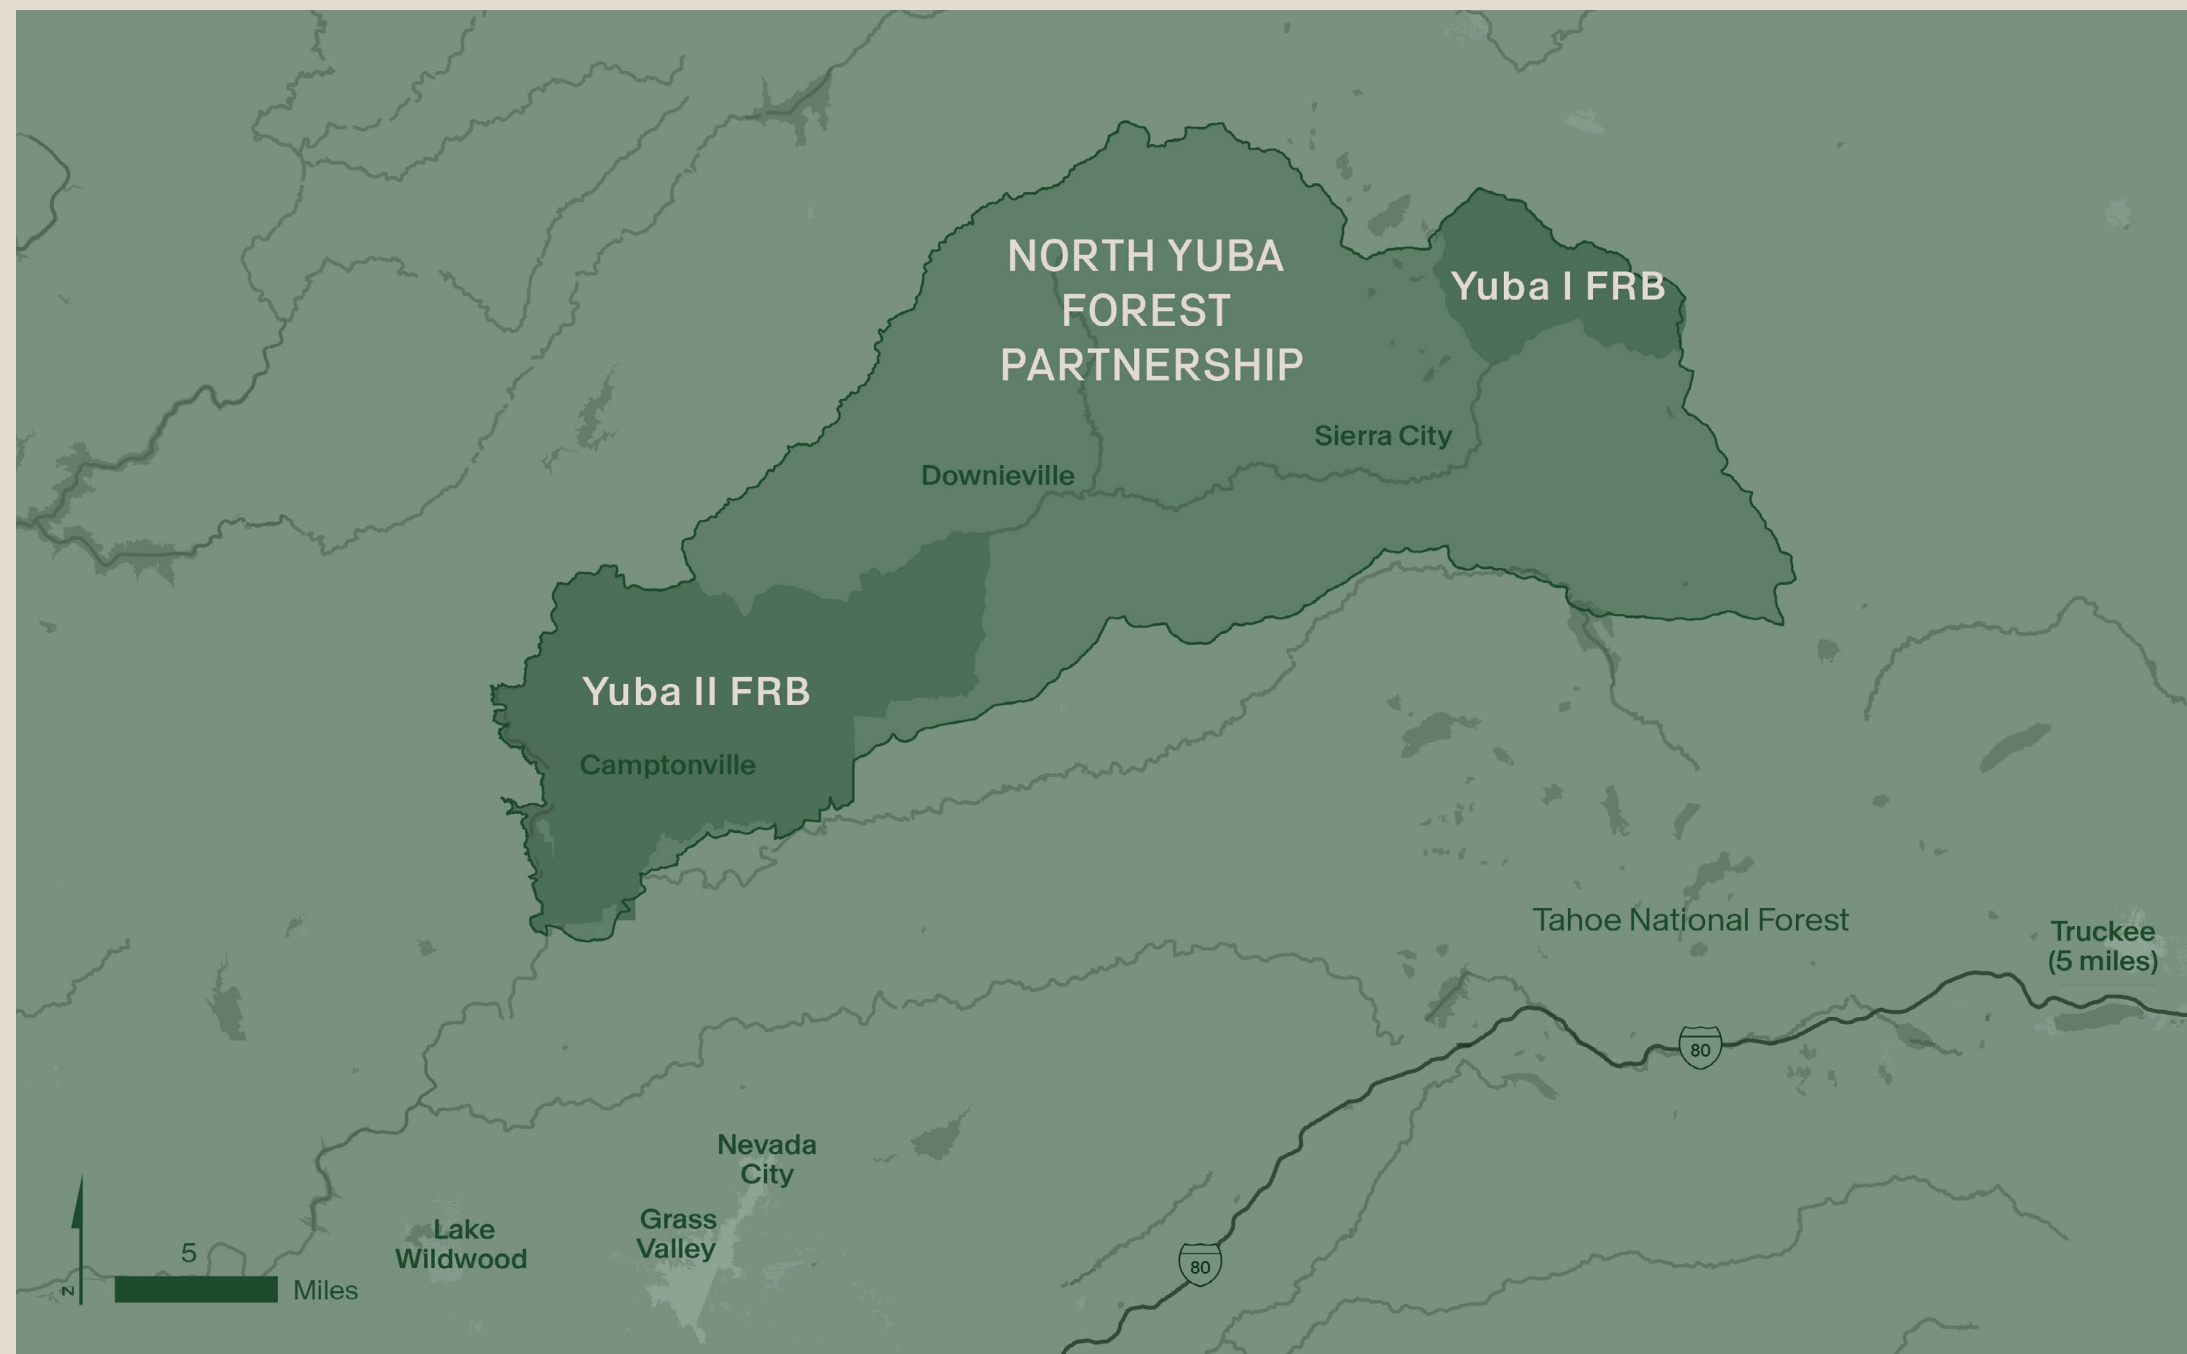 NORTH YUBA
FOREST
PARTNERSHIP
Yuba I FRB
Sierra City
Downieville
Yuba II FRB
Camptonville
Tahoe National Forest
Truckee
(5 miles)
80
Nevada
City
Grass
Valley
Lake
Wildwood
80
N
5
Miles